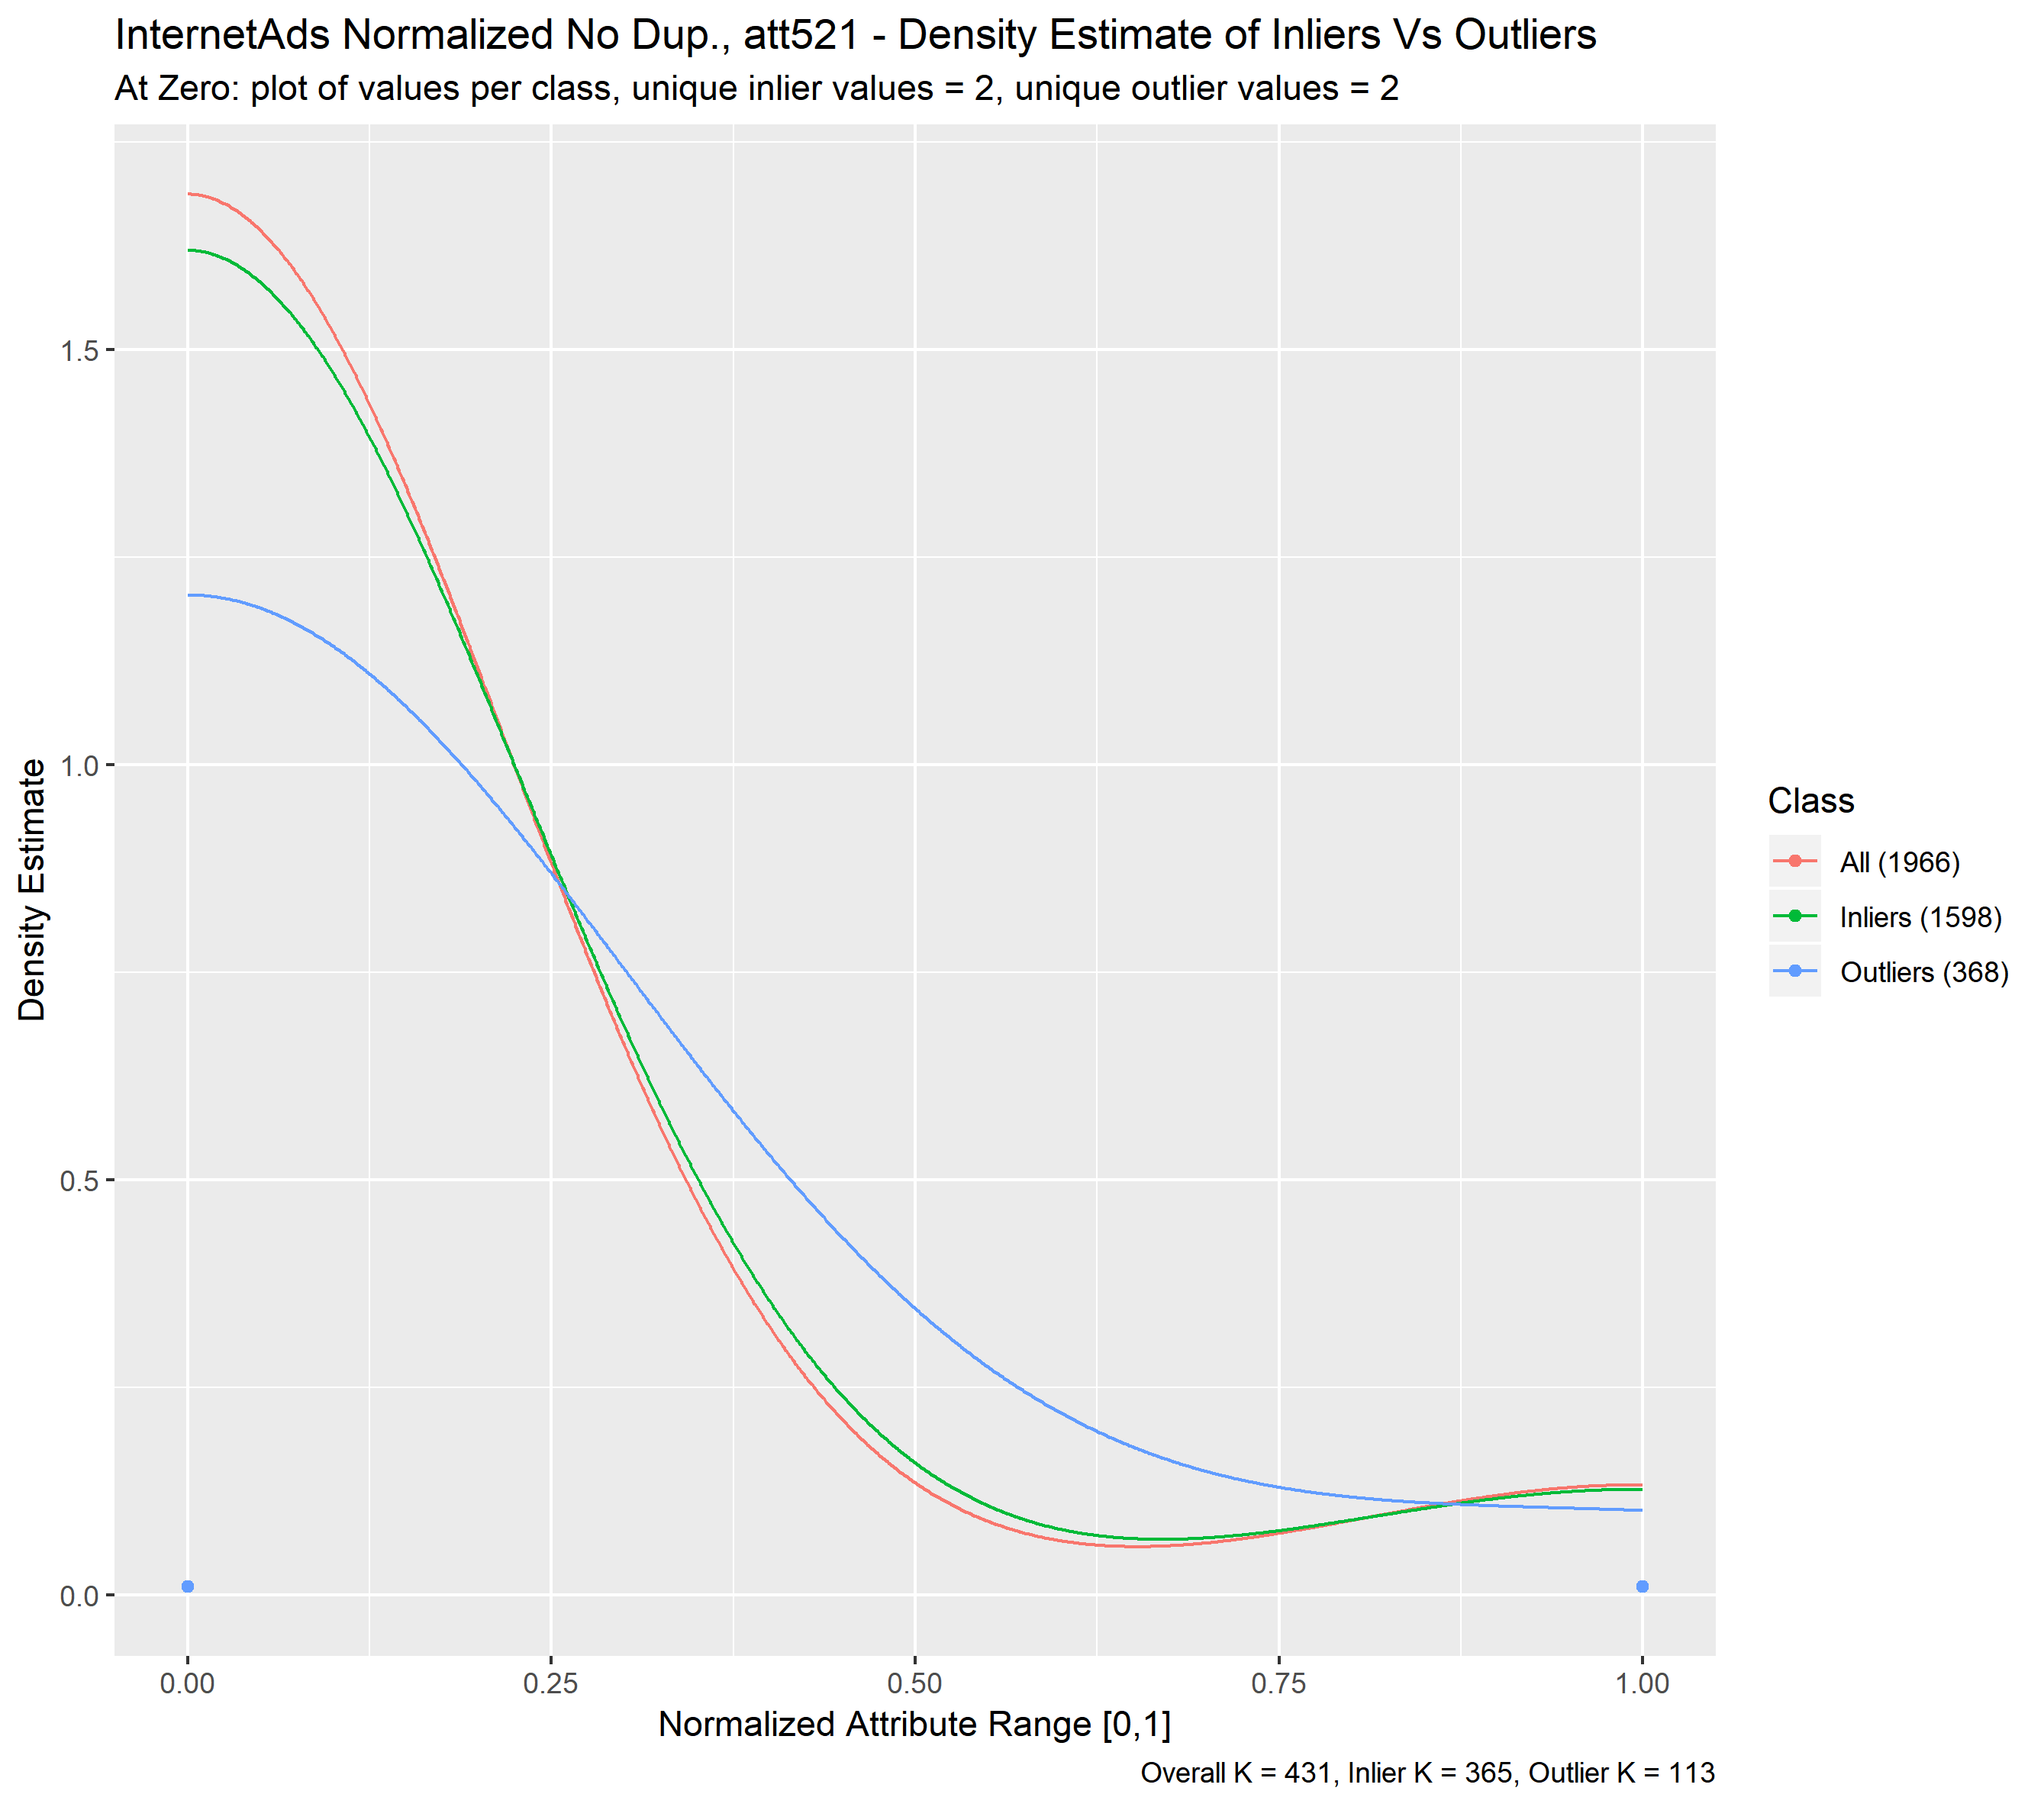 InternetAds Normalized No Dup., att521 - Density Estimate of Inliers Vs Outliers
At Zero: plot of values per class, unique inlier values = 2, unique outlier values = 2
Density Estimate
1.5
1.0
0.5
0.0
0.00 0.25 0.50 0.75 1.00
Normalized Attribute Range [0,1]
Overall K = 431, Inlier K = 365, Outlier K = 113
Class
All (1966)
Inliers (1598)
Outliers (368)